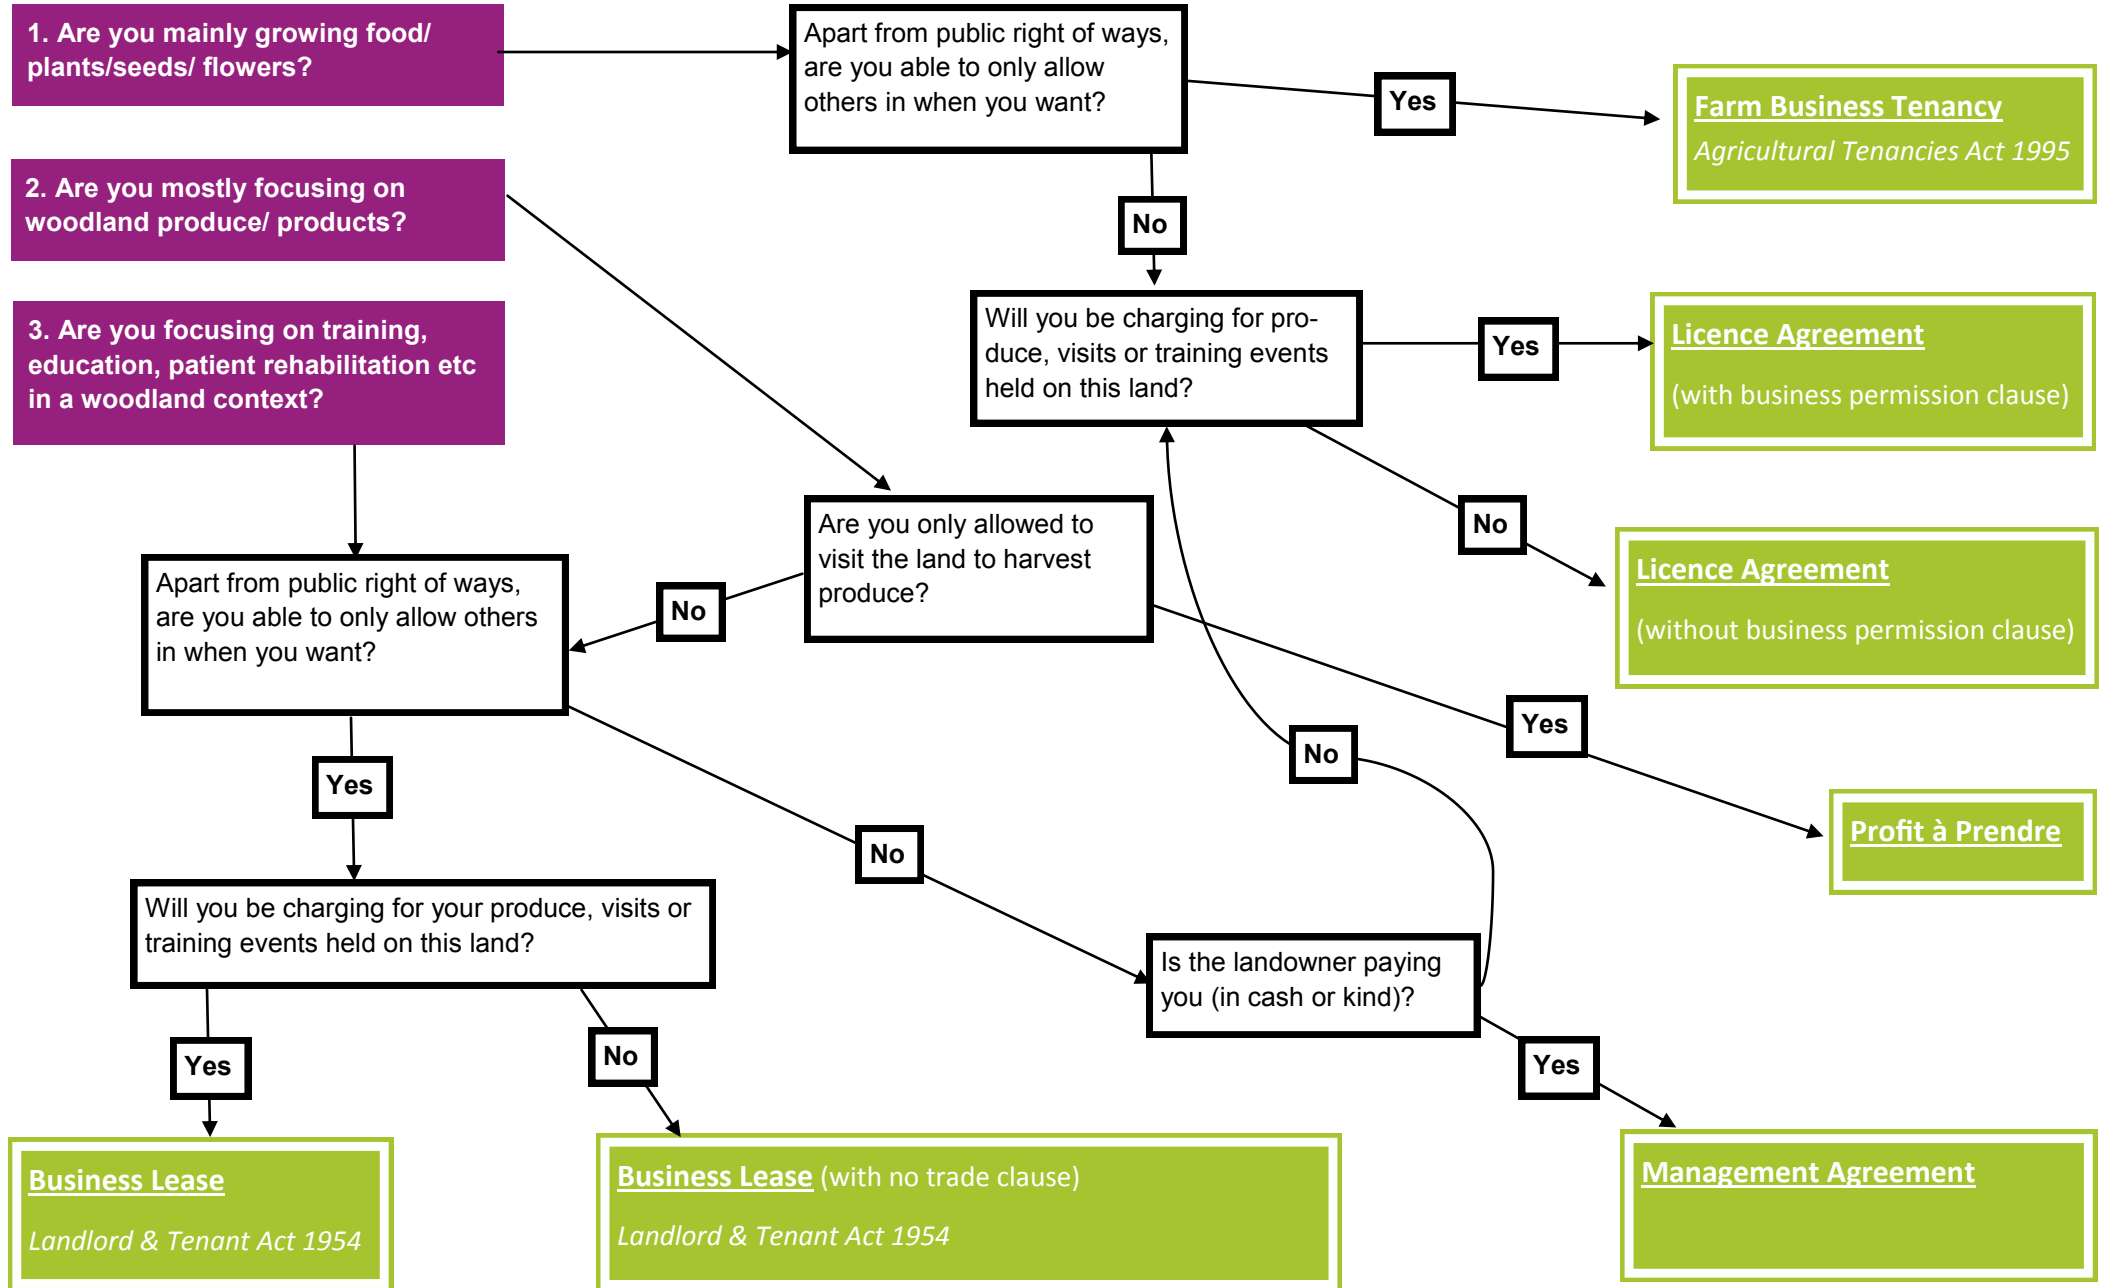 1. Are you mainly growing food/
plants/seeds/ flowers?
Apart from public right of ways,
are you able to only allow
others in when you want?
Yes
Farm Business Tenancy
Agricultural Tenancies Act 1995
2. Are you mostly focusing on
woodland produce/ products?
No
3. Are you focusing on training,
education, patient rehabilitation etc
in a woodland context?
Will you be charging for pro-
duce, visits or training events
held on this land?
Yes
Licence Agreement
(with business permission clause)
No
Licence Agreement
(without business permission clause)
Are you only allowed to
visit the land to harvest
produce?
No
Yes
Profit à Prendre
Apart from public right of ways,
are you able to only allow others
in when you want?
Yes
No
No
Will you be charging for your produce, visits or
training events held on this land?
Is the landowner paying
you (in cash or kind)?
Yes
No
Yes
Business Lease
Landlord & Tenant Act 1954
Business Lease (with no trade clause)
Landlord & Tenant Act 1954
Management Agreement